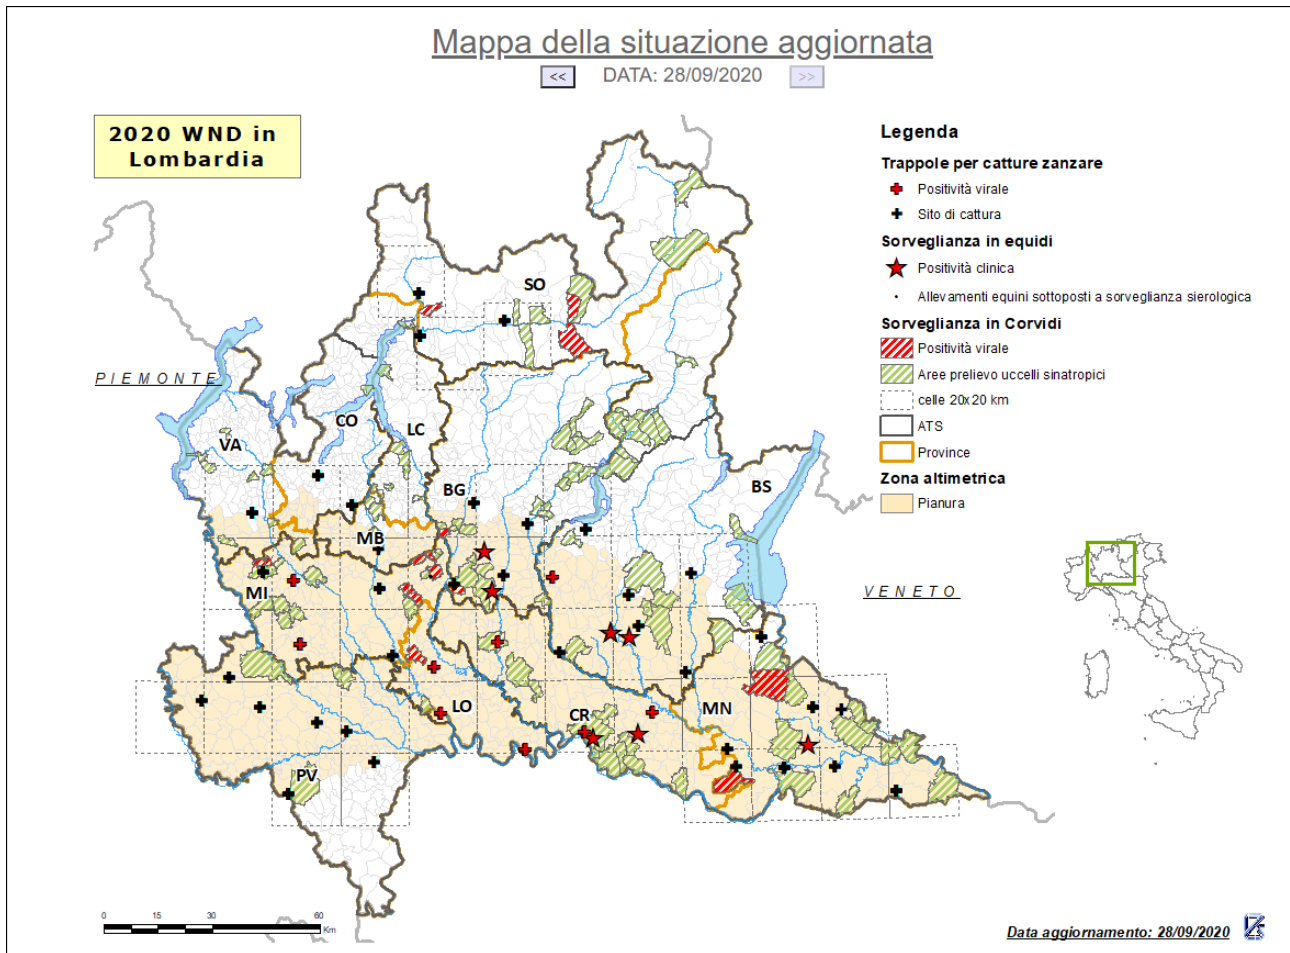 Mappa della situazione aggiornata
<< DATA: 28/09/2020 >>
2020 WND in
Lombardia
Legenda
Trappole per catture zanzare
Positività virale
Sito di cattura
Sorveglianza in equidi
Positività clinica
Allevamenti equini sottoposti a sorveglianza sierologica
Sorveglianza in Corvidi
Positività virale
Aree prelievo uccelli sinatropici
celle 20x20 km
ATS
Province
Zona altimetrica
Pianura
SO
PIEMONTE
CO
LC
VA
BG
BS
MB
MI
VENETO
LO
CR
MN
PV
0 15 30 60
Km
Data aggiornamento: 28/09/2020